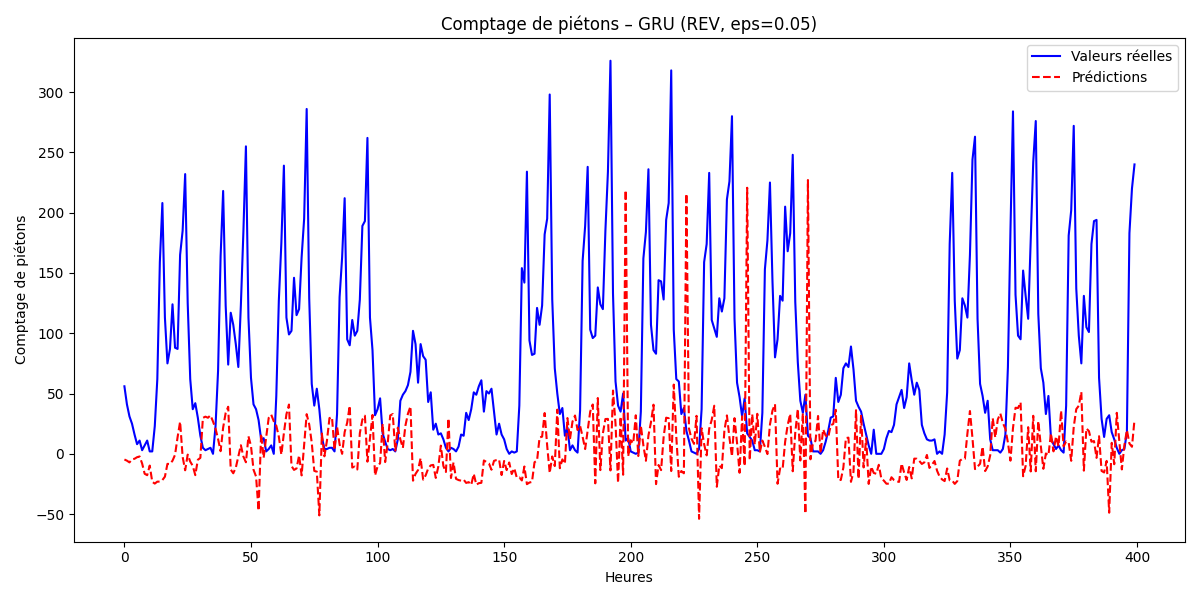 Comptage de piétons – GRU (REV, eps=0.05)
Valeurs réelles
Prédictions
Comptage de piétons
300
250
200
150
100
50
0
−50
0 50 100 150 200 250 300 350 400
Heures